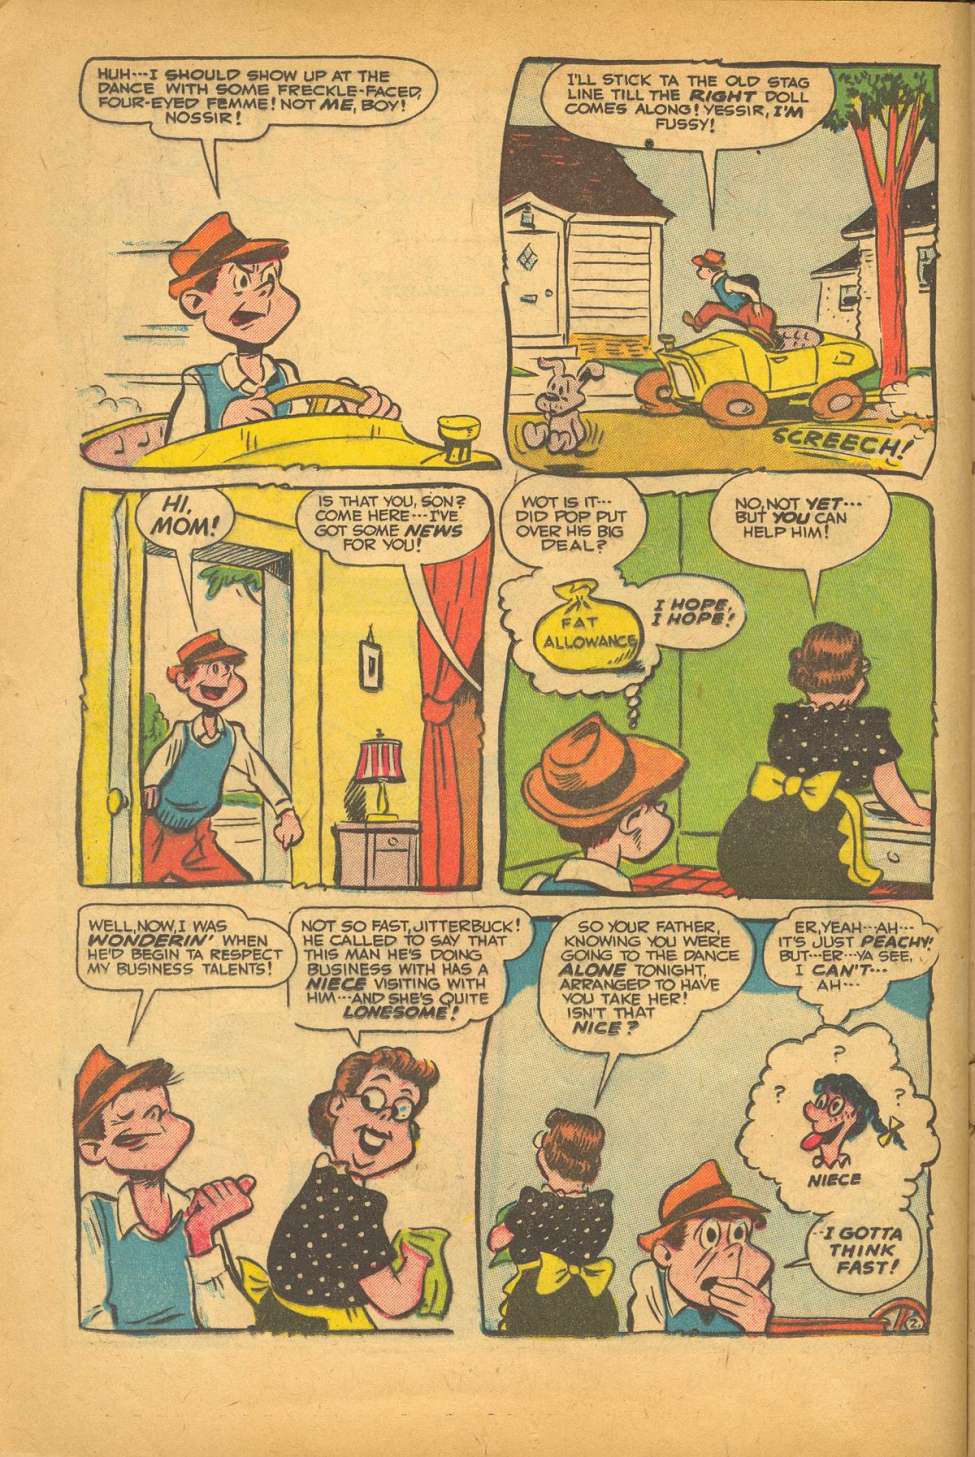 HUH---I SHOULD SHOW UP AT THE
DANCE WITH SOME FRECKLE-FACED,
FOUR-EYED FEMME! NOT ME, BOY!
NOSSIR!
I'LL STICK TA THE OLD STAG
LINE TILL THE RIGHT DOLL
COMES ALONG! YESSIR, I'M
FUSSY!
SCREECH!
HI,
MOM!
IS THAT YOU, SON?
COME HERE---I'VE
GOT SOME NEWS
FOR YOU!
WOT IS IT---
DID POP PUT
OVER HIS BIG
DEAL?
FAT
ALLOWANCE
I HOPE,
I HOPE!
NO, NOT YET---
BUT YOU CAN
HELP HIM!
WELL, NOW, I WAS
WONDERIN' WHEN
HE'D BEGIN TA RESPECT
MY BUSINESS TALENTS!
NOT SO FAST, JITTERBUCK!
HE CALLED TO SAY THAT
THIS MAN HE'S DOING
BUSINESS WITH HAS A
NIECE VISITING WITH
HIM---AND SHE'S QUITE
LONESOME!
SO YOUR FATHER,
KNOWING YOU WERE
GOING TO THE DANCE
ALONE TONIGHT,
ARRANGED TO HAVE
YOU TAKE HER!
ISN'T THAT
NICE?
ER, YEAH---AH---
IT'S JUST PEACHY!
BUT---ER---YA SEE,
I CAN'T---
AH---
?
?
?
NIECE
--I GOTTA
THINK
FAST!
2.